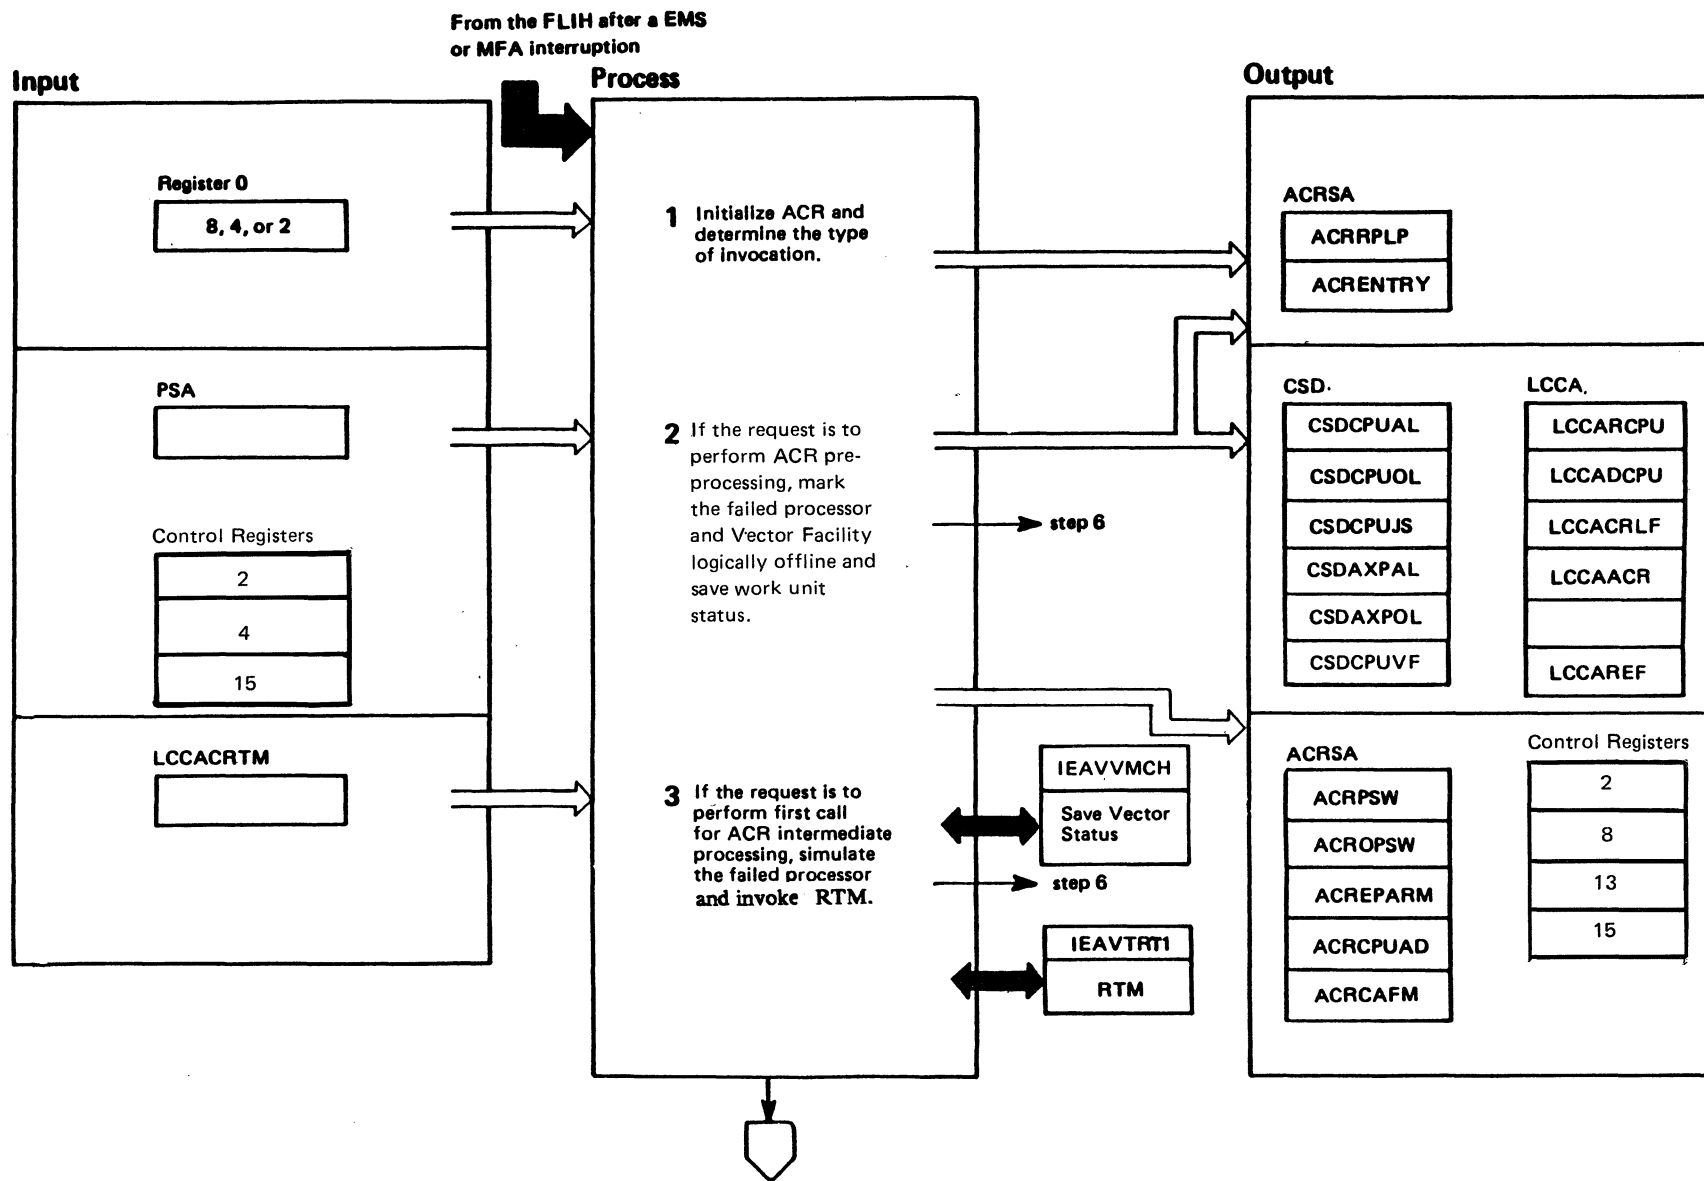 From the FLIH after a EMS
or MFA interruption
Input
Process
Output
Register 0
8, 4, or 2
PSA
Control Registers
2
4
15
LCCACRTM
1 Initialize ACR and
determine the type
of invocation.
2 If the request is to
perform ACR pre-
processing, mark
the failed processor
and Vector Facility
logically offline and
save work unit
status.
step 6
3 If the request is to
perform first call
for ACR intermediate
processing, simulate
the failed processor
and invoke RTM.
IEAVVMCH
Save Vector
Status
step 6
IEAVTRT1
RTM
ACRSA
ACRRPLP
ACRENTRY
CSD.
CSDCPUAL
CSDCPUOL
CSDCPUJS
CSDAXPAL
CSDAXPOL
CSDCPUVF
LCCA.
LCCARCPU
LCCADCPU
LCCACRLF
LCCAACR
LCCAREF
ACRSA
ACRPSW
ACROPSW
ACREPARM
ACRCPUAD
ACRCAFM
Control Registers
2
8
13
15